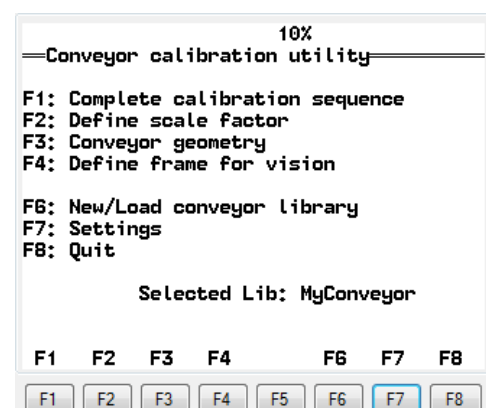 10%
Conveyor calibration utility
F1: Complete calibration sequence
F2: Define scale factor
F3: Conveyor geometry
F4: Define frame for vision
F6: New/Load conveyor library
F7: Settings
F8: Quit
Selected Lib: MyConveyor
F1 F2 F3 F4 F6 F7 F8
F1 F2 F3 F4 F5 F6 F7 F8